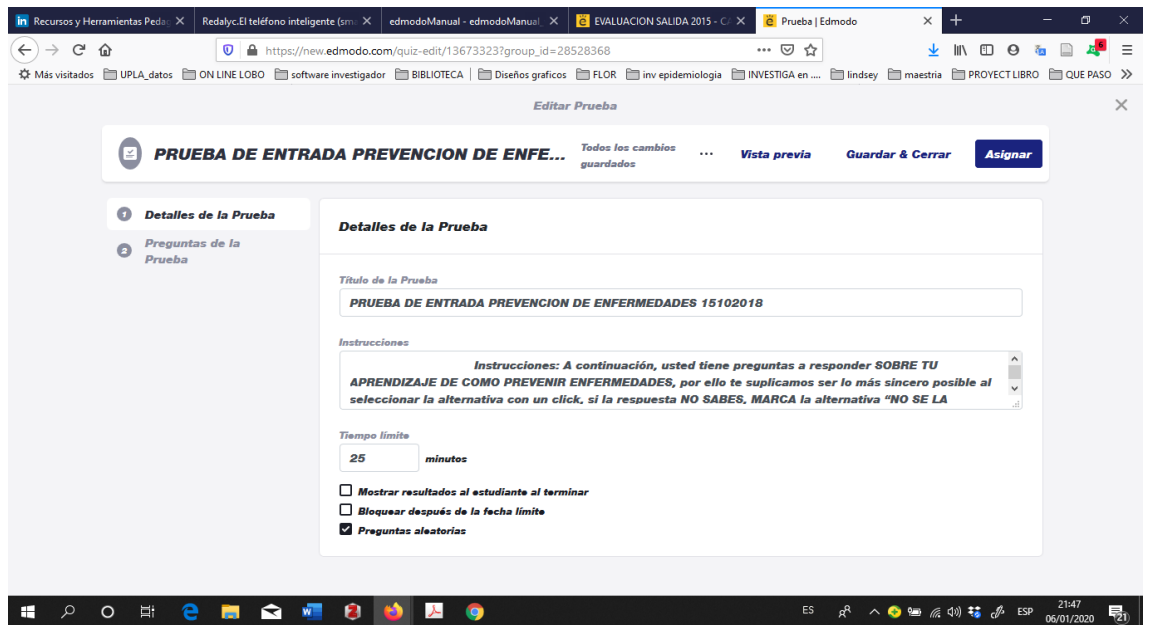 Recursos y Herramientas Pedag
Redalyc.El teléfono inteligente (sm
edmodoManual - edmodoManual_
EVALUACION SALIDA 2015 - CA
Prueba | Edmodo
https://new.edmodo.com/quiz-edit/13673323?group_id=28528368
6
Más visitados
UPLA_datos
ON LINE LOBO
software investigador
BIBLIOTECA
Diseños graficos
FLOR
inv epidemiologia
INVESTIGA en ....
lindsey
maestria
PROYECT LIBRO
QUE PASO
Editar Prueba
PRUEBA DE ENTRADA PREVENCION DE ENFE...
Todos los cambios
guardados
Vista previa
Guardar & Cerrar
Asignar
1 Detalles de la Prueba
2 Preguntas de la
Prueba
Detalles de la Prueba
Título de la Prueba
PRUEBA DE ENTRADA PREVENCION DE ENFERMEDADES 15102018
Instrucciones
Instrucciones: A continuación, usted tiene preguntas a responder SOBRE TU
APRENDIZAJE DE COMO PREVENIR ENFERMEDADES, por ello te suplicamos ser lo más sincero posible al
seleccionar la alternativa con un click, si la respuesta NO SABES, MARCA la alternativa “NO SE LA
Tiempo límite
25 minutos
Mostrar resultados al estudiante al terminar
Bloquear después de la fecha límite
Preguntas aleatorias
ES
ESP
21:47
06/01/2020
21